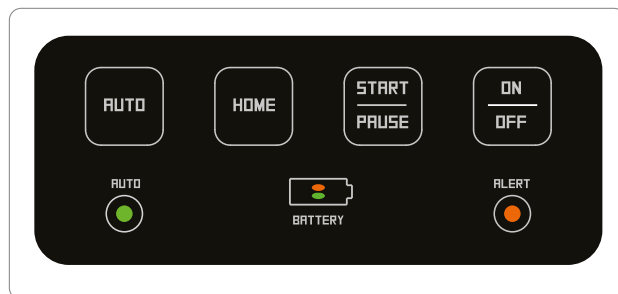 AUTO
HOME
START
PAUSE
ON
OFF
AUTO
BATTERY
ALERT